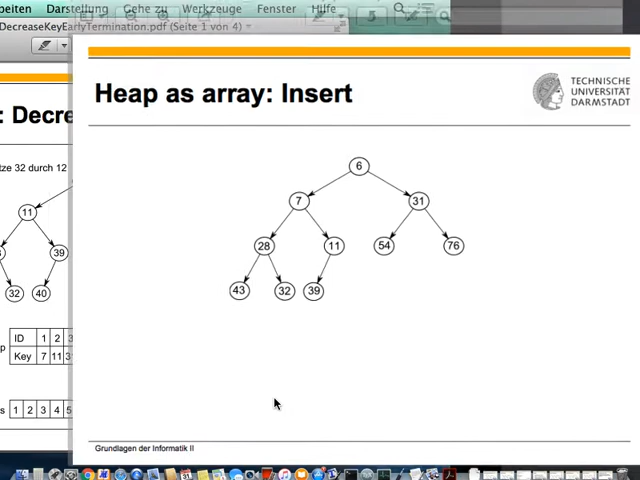 beiten Darstellung Gehe zu Werkzeuge Fenster Hilfe
DecreaseKeyEarlyTermination.pdf (Seite 1 von 4)
Heap as array: Insert
TECHNISCHE
UNIVERSITÄT
DARMSTADT
: Decre
tze 32 durch 12
6
7 31
28 11 54 76
43 32 39
11
39
32 40
ID 1 2 3
Key 7 11 3
1 2 3 4 5
Grundlagen der Informatik II